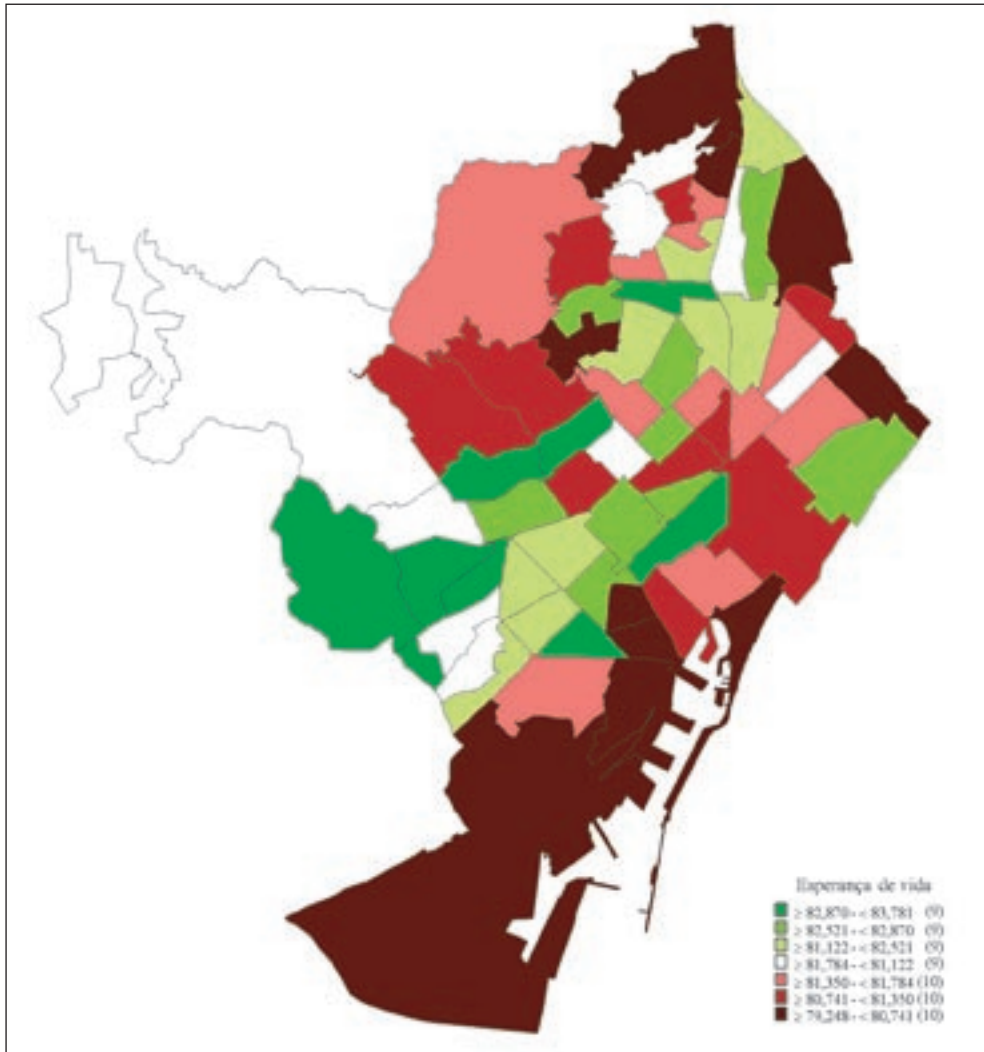 Esperança de vida
≥ 82,870 - < 83,781 (9)
≥ 82,521 - < 82,870 (9)
≥ 81,122 - < 82,521 (9)
≥ 81,784 - < 81,122 (9)
≥ 81,350 - < 81,784 (10)
≥ 80,741 - < 81,350 (10)
≥ 79,248 - < 80,741 (10)